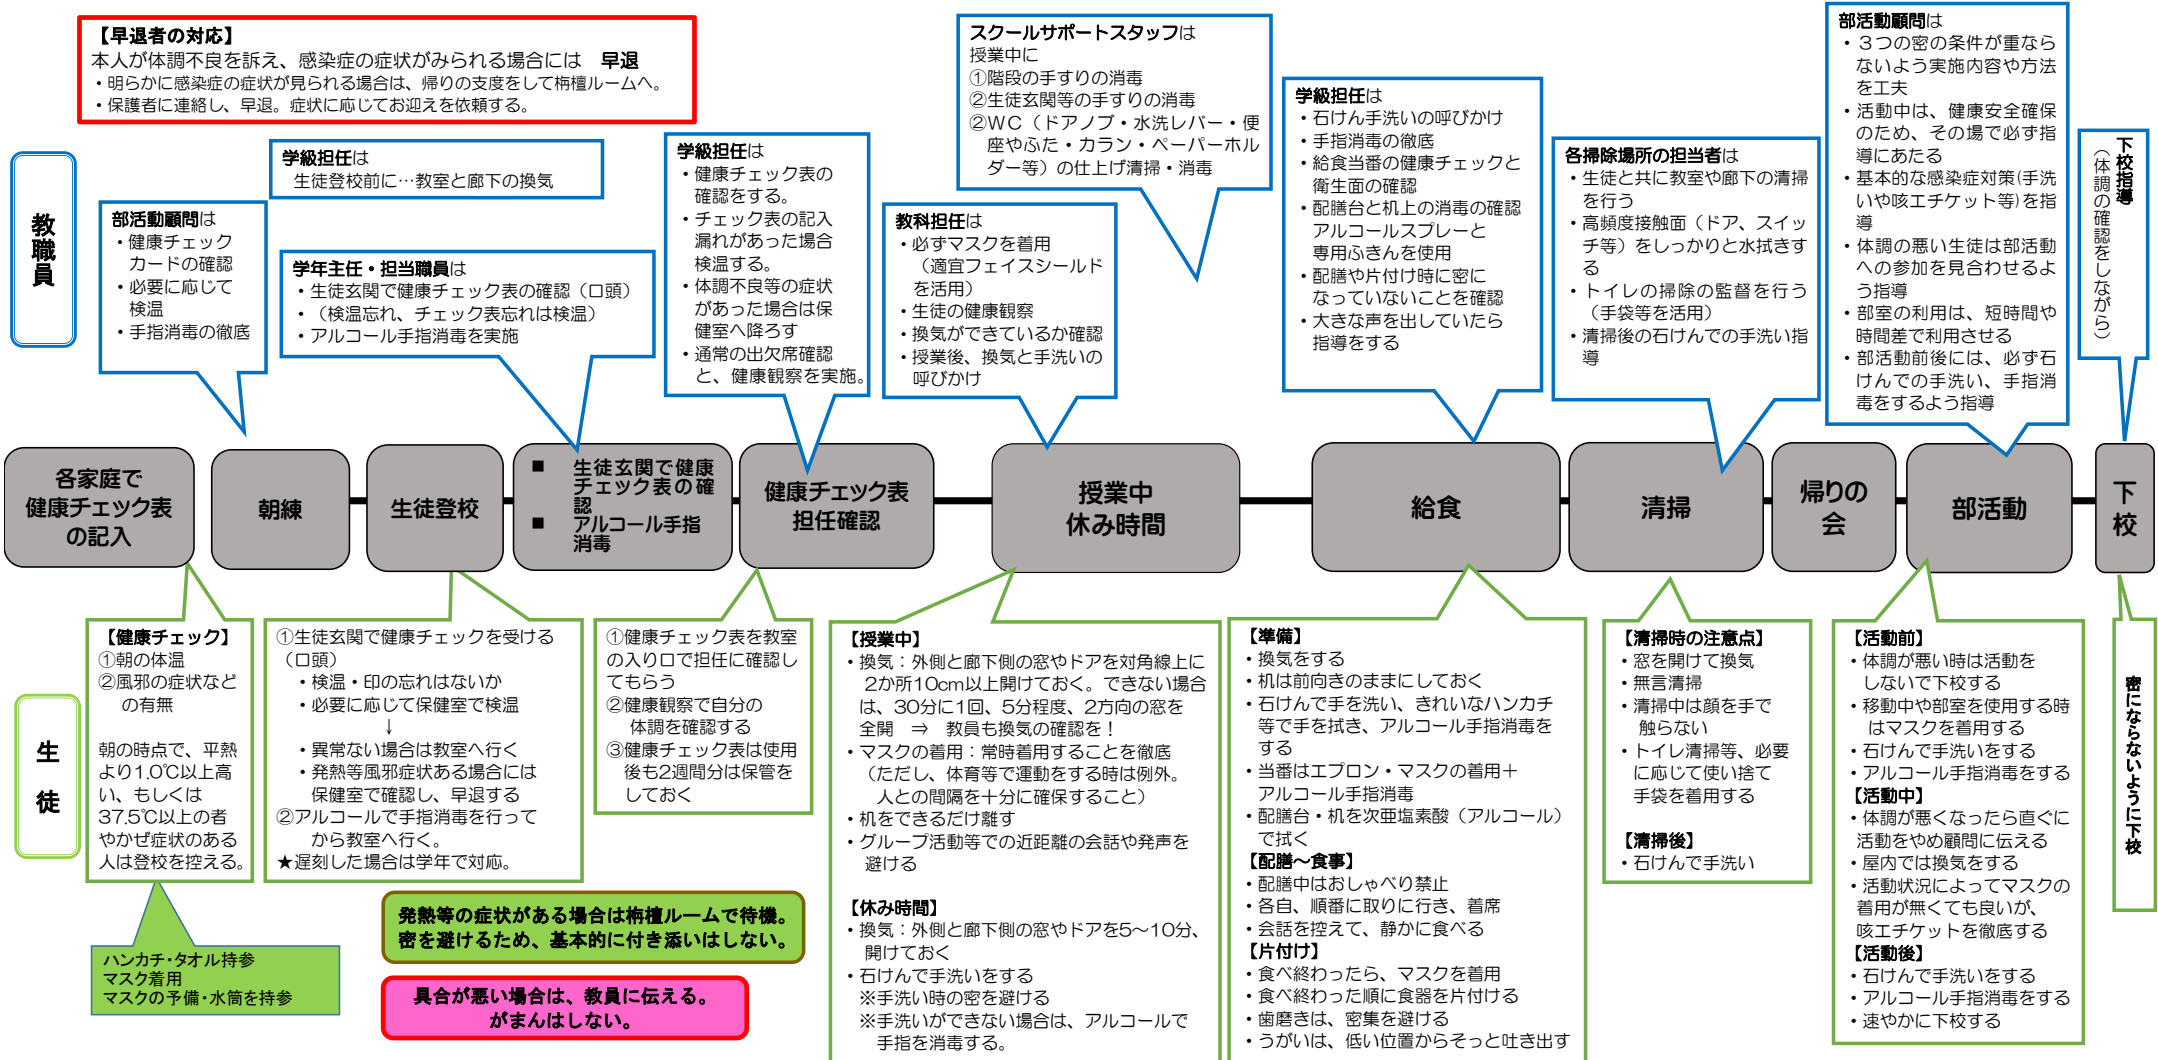 【早退者の対応】
本人が体調不良を訴え、感染症の症状がみられる場合には　早退
・明らかに感染症の症状が見られる場合は、帰りの支度をして栴檀ルームへ。
・保護者に連絡し、早退。症状に応じてお迎えを依頼する。
教職員
部活動顧問は
・健康チェック
カードの確認
・必要に応じて
検温
・手指消毒の徹底
学級担任は
生徒登校前に…教室と廊下の換気
学年主任・担当職員は
・生徒玄関で健康チェック表の確認（口頭）
・（検温忘れ、チェック表忘れは検温）
・アルコール手指消毒を実施
学級担任は
・健康チェック表の
確認をする。
・チェック表の記入
漏れがあった場合
検温する。
・体調不良等の症状
があった場合は保
健室へ降ろす
・通常の出欠席確認
と、健康観察を実施。
スクールサポートスタッフは
授業中に
①階段の手すりの消毒
②生徒玄関等の手すりの消毒
②WC（ドアノブ・水洗レバー・便
座やふた・カラン・ペーパーホル
ダー等）の仕上げ清掃・消毒
教科担任は
・必ずマスクを着用
（適宜フェイスシールド
を活用）
・生徒の健康観察
・換気ができているか確認
・授業後、換気と手洗いの
呼びかけ
学級担任は
・石けん手洗いの呼びかけ
・手指消毒の徹底
・給食当番の健康チェックと
衛生面の確認
・配膳台と机上の消毒の確認
アルコールスプレーと
専用ふきんを使用
・配膳や片付け時に密に
なっていないことを確認
・大きな声を出していたら
指導をする
各掃除場所の担当者は
・生徒と共に教室や廊下の清掃
を行う
・高頻度接触面（ドア、スイッ
チ等）をしっかりと水拭きす
る
・トイレの掃除の監督を行う
（手袋等を活用）
・清掃後の石けんでの手洗い指
導
部活動顧問は
・３つの密の条件が重なら
ないよう実施内容や方法
を工夫
・活動中は、健康安全確保
のため、その場で必ず指
導にあたる
・基本的な感染症対策(手洗
いや咳エチケット等)を指
導
・体調の悪い生徒は部活動
への参加を見合わせるよ
う指導
・部室の利用は、短時間や
時間差で利用させる
・部活動前後には、必ず石
けんでの手洗い、手指消
毒をするよう指導
下校指導
（体調の確認をしながら）
各家庭で
健康チェック表
の記入
朝練
生徒登校
■ 生徒玄関で健康
チェック表の確
認
■ アルコール手指
消毒
健康チェック表
担任確認
授業中
休み時間
給食
清掃
帰りの
会
部活動
下
校
生
徒
【健康チェック】
①朝の体温
②風邪の症状など
の有無
朝の時点で、平熱
より1.0℃以上高
い、もしくは
37.5℃以上の者
やかぜ症状のある
人は登校を控える。
ハンカチ・タオル持参
マスク着用
マスクの予備・水筒を持参
①生徒玄関で健康チェックを受ける
（口頭）
・検温・印の忘れはないか
・必要に応じて保健室で検温
↓
・異常ない場合は教室へ行く
・発熱等風邪症状ある場合には
保健室で確認し、早退する
②アルコールで手指消毒を行って
から教室へ行く。
★遅刻した場合は学年で対応。
①健康チェック表を教室
の入り口で担任に確認し
てもらう
②健康観察で自分の
体調を確認する
③健康チェック表は使用
後も2週間分は保管を
しておく
発熱等の症状がある場合は栴檀ルームで待機。
密を避けるため、基本的に付き添いはしない。
具合が悪い場合は、教員に伝える。
がまんはしない。
【授業中】
・換気：外側と廊下側の窓やドアを対角線上に
2か所10cm以上開けておく。できない場合
は、30分に1回、5分程度、2方向の窓を
全開　⇒　教員も換気の確認を！
・マスクの着用：常時着用することを徹底
（ただし、体育等で運動をする時は例外。
人との間隔を十分に確保すること）
・机をできるだけ離す
・グループ活動等での近距離の会話や発声を
避ける
【休み時間】
・換気：外側と廊下側の窓やドアを5～10分、
開けておく
・石けんで手洗いをする
※手洗い時の密を避ける
※手洗いができない場合は、アルコールで
手指を消毒する。
【準備】
・換気をする
・机は前向きのままにしておく
・石けんで手を洗い、きれいなハンカチ
等で手を拭き、アルコール手指消毒を
する
・当番はエプロン・マスクの着用＋
アルコール手指消毒
・配膳台・机を次亜塩素酸（アルコール）
で拭く
【配膳～食事】
・配膳中はおしゃべり禁止
・各自、順番に取りに行き、着席
・会話を控えて、静かに食べる
【片付け】
・食べ終わったら、マスクを着用
・食べ終わった順に食器を片付ける
・歯磨きは、密集を避ける
・うがいは、低い位置からそっと吐き出す
【清掃時の注意点】
・窓を開けて換気
・無言清掃
・清掃中は顔を手で
触らない
・トイレ清掃等、必要
に応じて使い捨て
手袋を着用する
【清掃後】
・石けんで手洗い
【活動前】
・体調が悪い時は活動を
しないで下校する
・移動中や部室を使用する時
はマスクを着用する
・石けんで手洗いをする
・アルコール手指消毒をする
【活動中】
・体調が悪くなったら直ぐに
活動をやめ顧問に伝える
・屋内では換気をする
・活動状況によってマスクの
着用が無くても良いが、
咳エチケットを徹底する
【活動後】
・石けんで手洗いをする
・アルコール手指消毒をする
・速やかに下校する
密にならないように下校